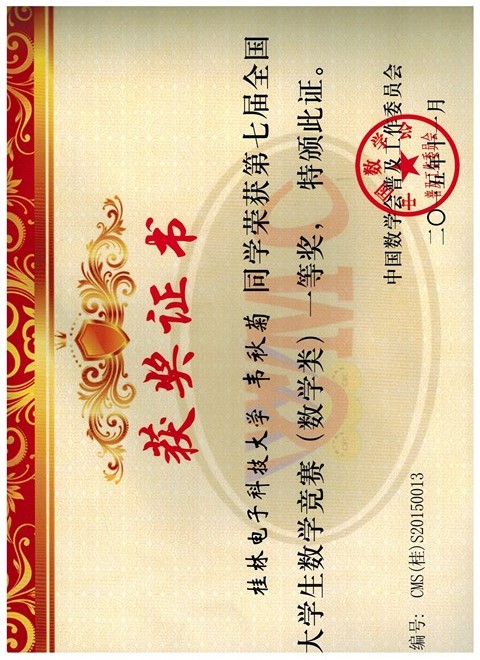 获奖证书
桂林电子科技大学 韦秋菊 同学荣获第七届全国
大学生数学竞赛（数学类）一等奖，特颁此证。
中国数学会普及工作委员会
二〇一五年十一月
编号: CMS(桂)S20150013